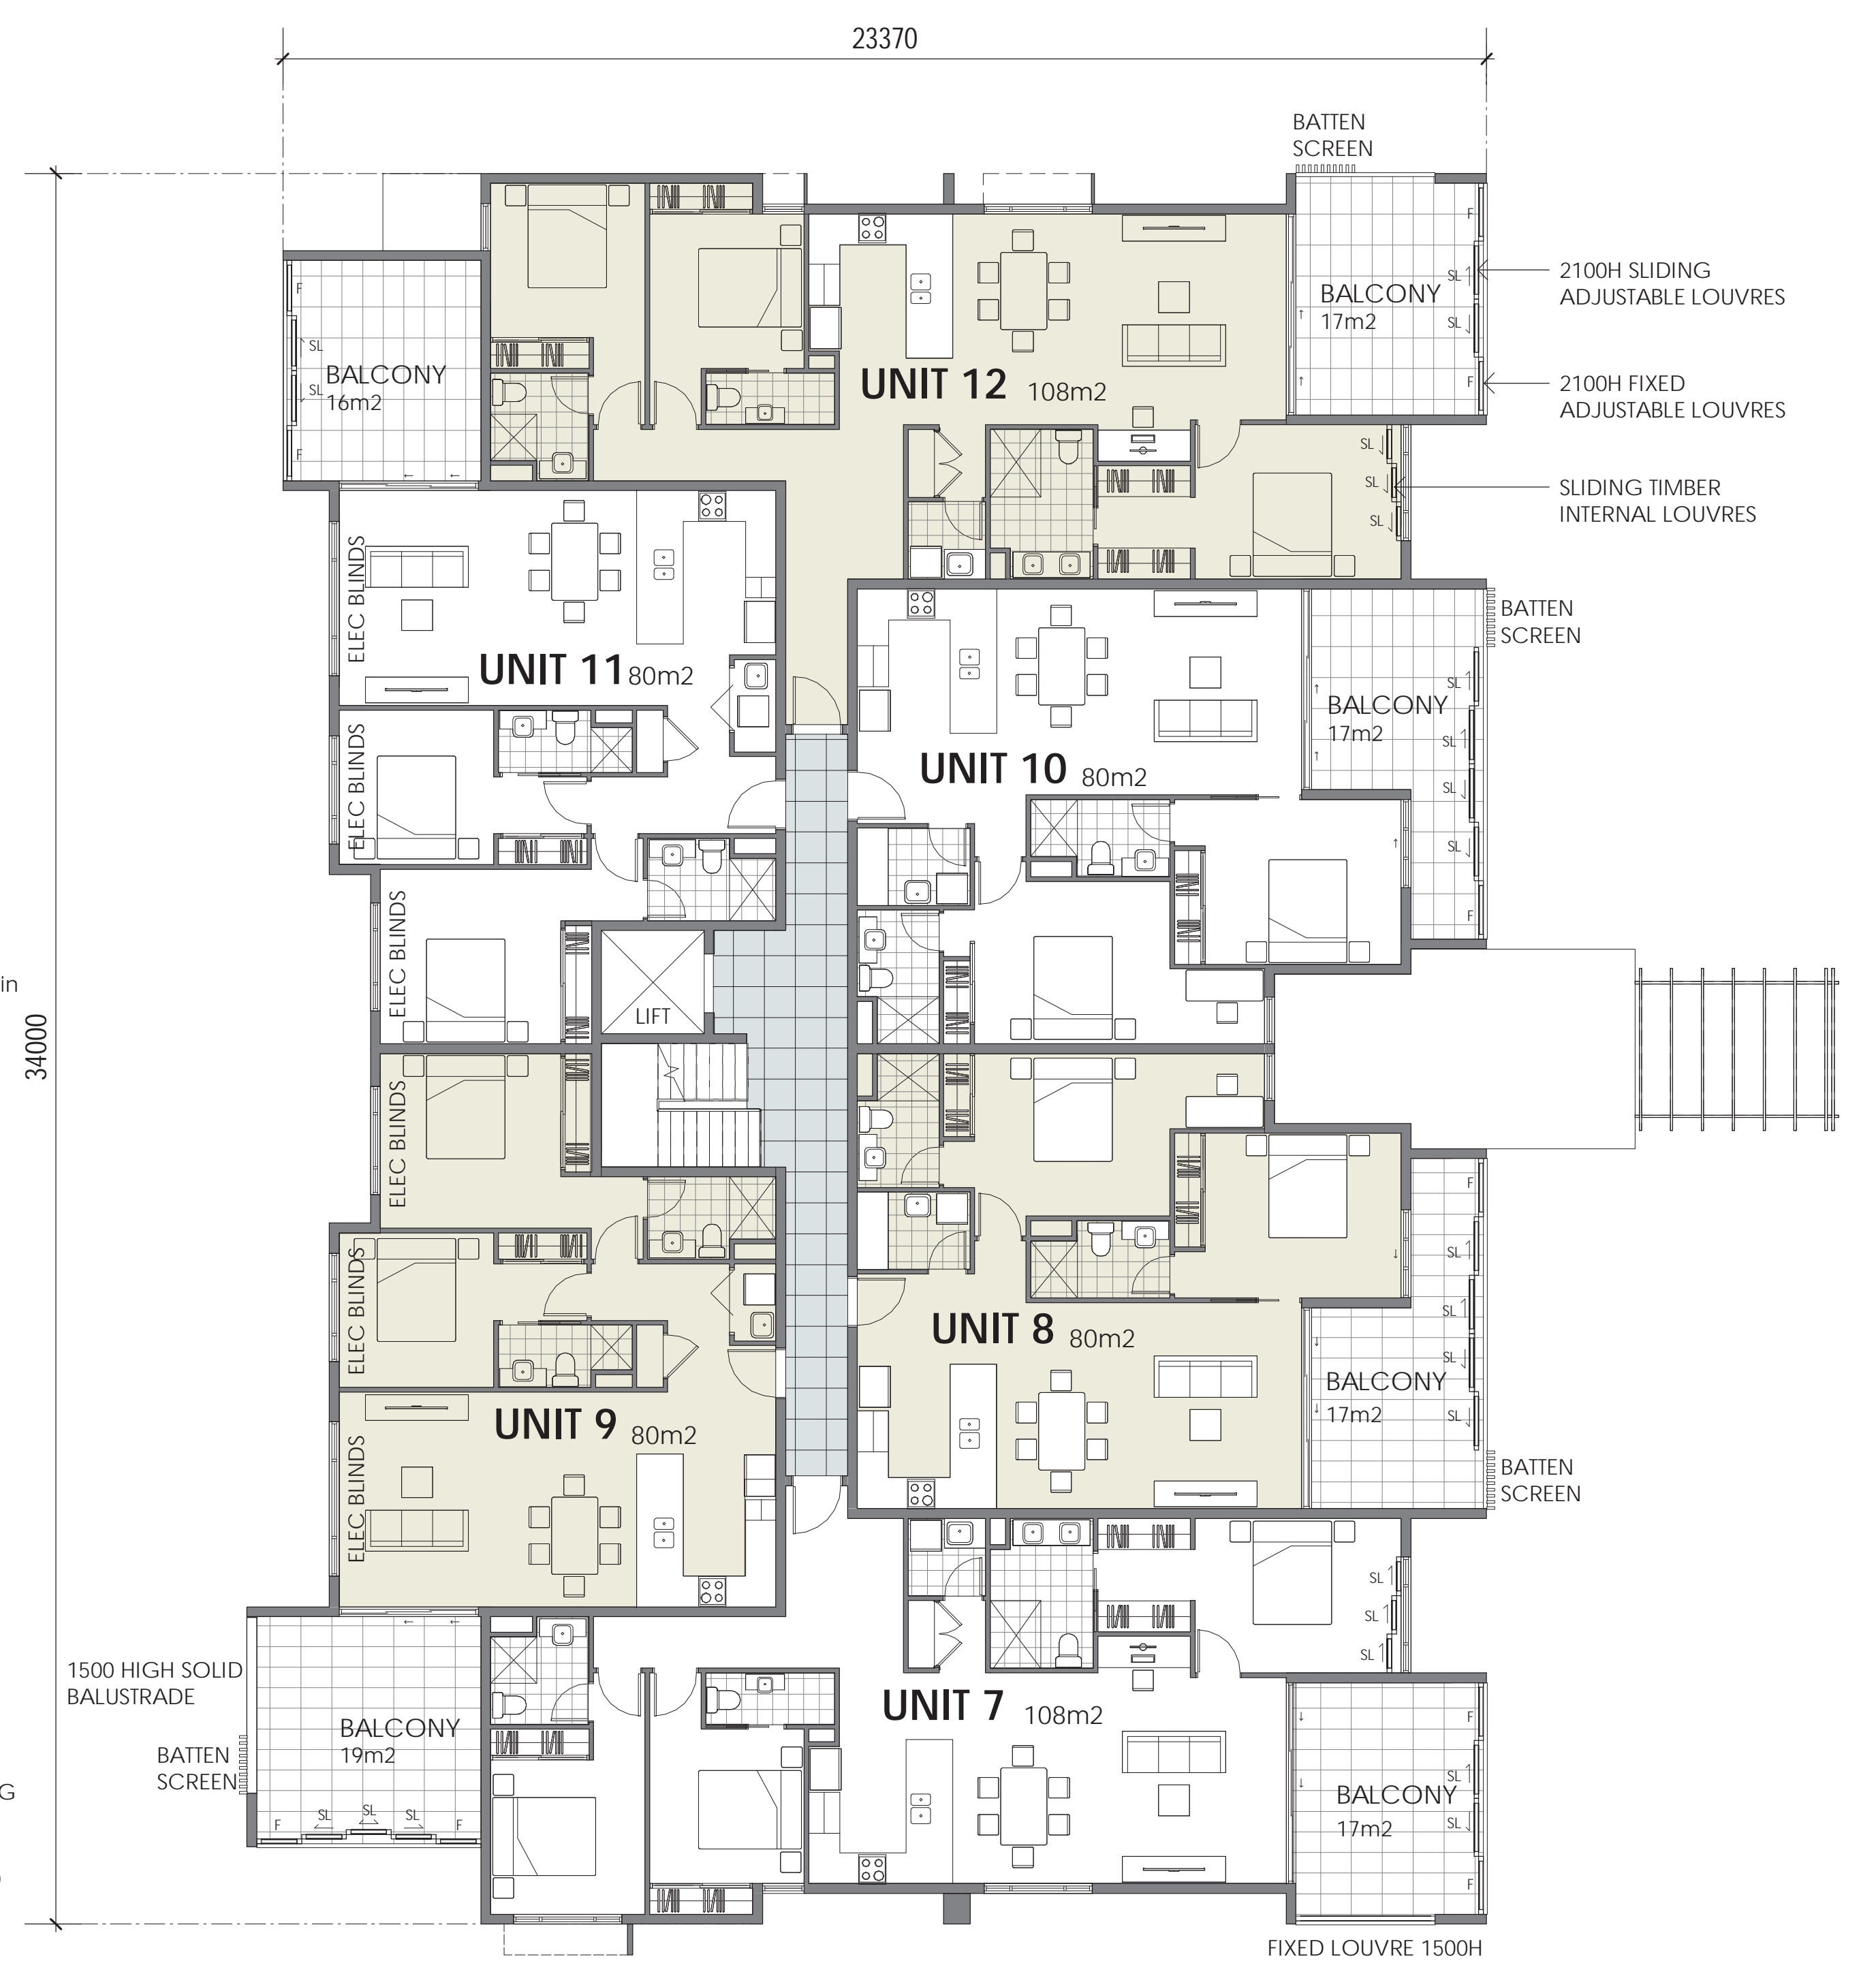 23370
BATTEN
SCREEN
F
SL
2100H SLIDING
ADJUSTABLE LOUVRES
BALCONY
17m2
SL
F
2100H FIXED
ADJUSTABLE LOUVRES
F
SL
BALCONY
SL
16m2
F
UNIT 12 108m2
SL
SL
SL
SLIDING TIMBER
INTERNAL LOUVRES
ELEC BLINDS
UNIT 11 80m2
BATTEN
SCREEN
SL
BALCONY
17m2
SL
SL
SL
F
UNIT 10 80m2
ELEC BLINDS
ELEC BLINDS
LIFT
in
34000
ELEC BLINDS
ELEC BLINDS
F
SL
SL
SL
SL
UNIT 8 80m2
BALCONY
17m2
UNIT 9 80m2
ELEC BLINDS
BATTEN
SCREEN
SL
SL
SL
1500 HIGH SOLID
BALUSTRADE
BALCONY
19m2
BATTEN
SCREEN
G
F
SL
SL
SL
F
UNIT 7 108m2
F
SL
BALCONY
17m2
SL
F
FIXED LOUVRE 1500H